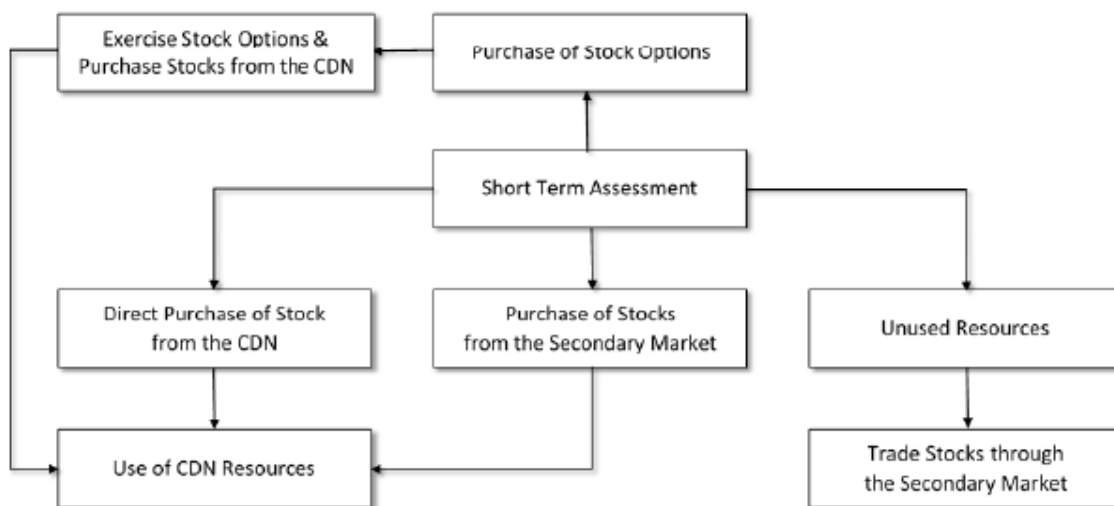 Exercise Stock Options &
Purchase Stocks from the CDN
Purchase of Stock Options
Short Term Assessment
Direct Purchase of Stock
from the CDN
Purchase of Stocks
from the Secondary Market
Unused Resources
Use of CDN Resources
Trade Stocks through
the Secondary Market